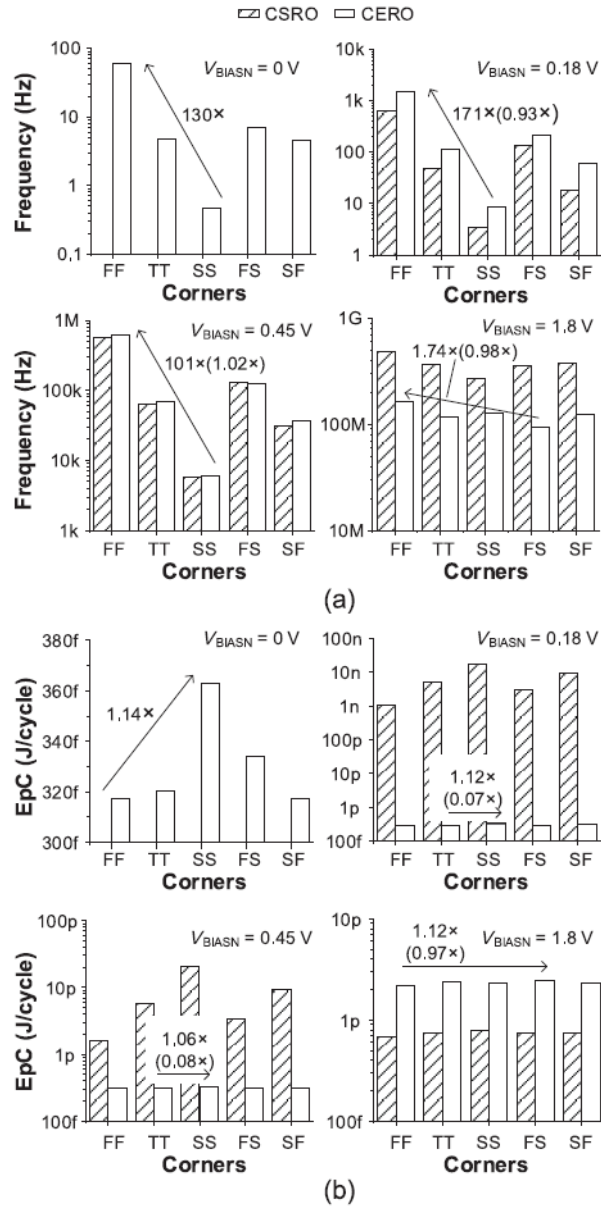 CSRO CERO
Frequency (Hz)
100
10
1
0,1
V_BIASN = 0 V
130×
FF TT SS FS SF
Corners
10k
1k
100
10
1
V_BIASN = 0.18 V
171×(0.93×)
FF TT SS FS SF
Corners
Frequency (Hz)
1M
100k
10k
1k
V_BIASN = 0.45 V
101×(1.02×)
FF TT SS FS SF
Corners
1G
100M
10M
V_BIASN = 1,8 V
1.74×(0.98×)
FF TT SS FS SF
Corners
(a)
EpC (J/cycle)
380f
360f
340f
320f
300f
V_BIASN = 0 V
1,14×
FF TT SS FS SF
Corners
100n
10n
1n
100p
10p
1p
100f
V_BIASN = 0,18 V
1,12×
(0.07×)
FF TT SS FS SF
Corners
EpC (J/cycle)
100p
10p
1p
100f
V_BIASN = 0.45 V
1,06×
(0.08×)
FF TT SS FS SF
Corners
10p
1p
100f
1.12×
(0.97×)
V_BIASN = 1.8 V
FF TT SS FS SF
Corners
(b)